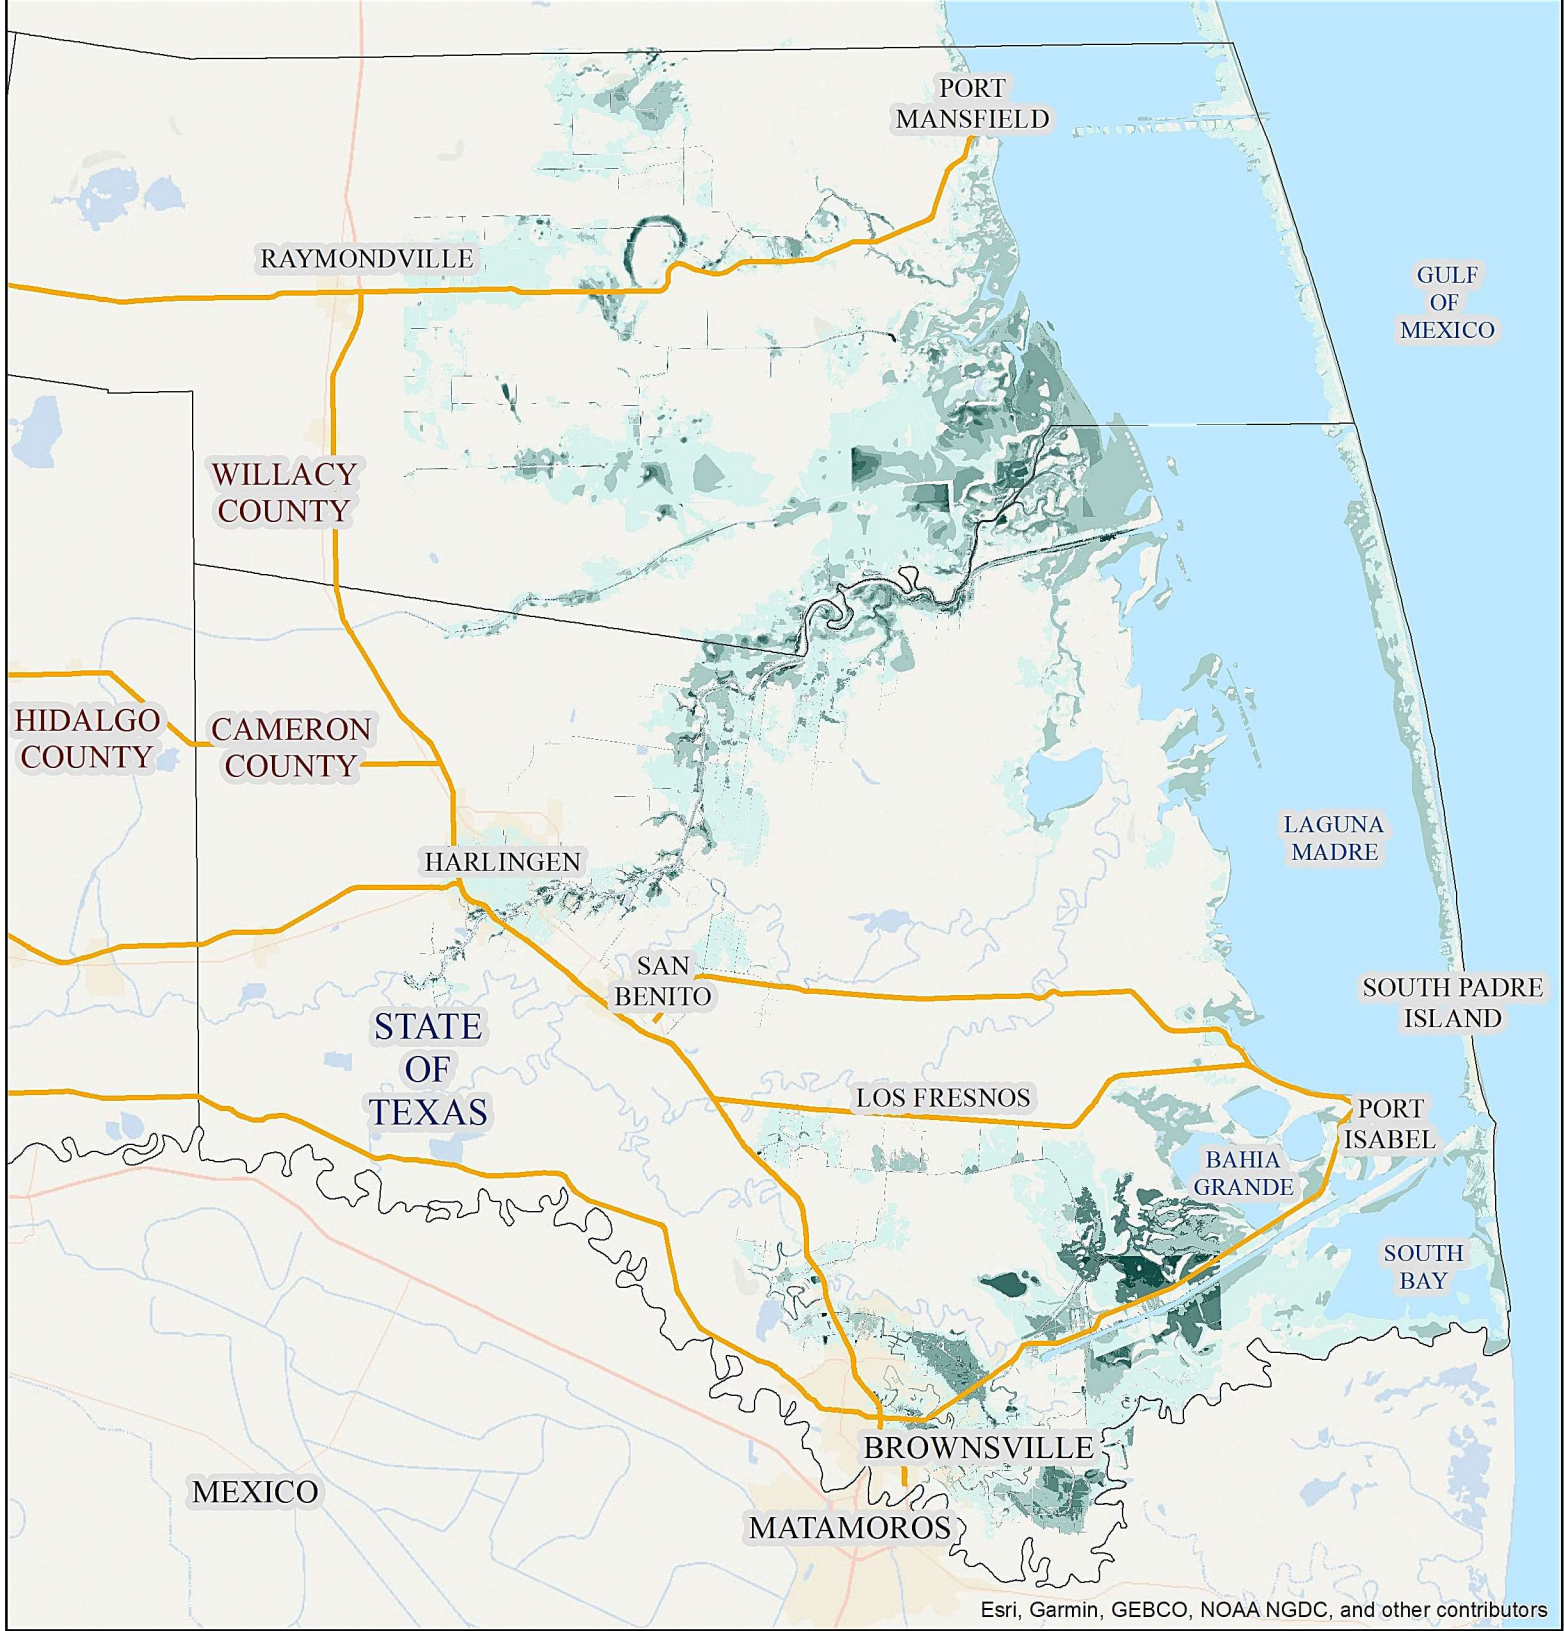 PORT
MANSFIELD
RAYMONDVILLE
GULF
OF
MEXICO
WILLACY
COUNTY
HIDALGO
COUNTY
CAMERON
COUNTY
LAGUNA
MADRE
HARLINGEN
SAN
BENITO
SOUTH PADRE
ISLAND
STATE
OF
TEXAS
LOS FRESNOS
PORT
ISABEL
BAHIA
GRANDE
SOUTH
BAY
BROWNSVILLE
MEXICO
MATAMOROS
Esri, Garmin, GEBCO, NOAA NGDC, and other contributors